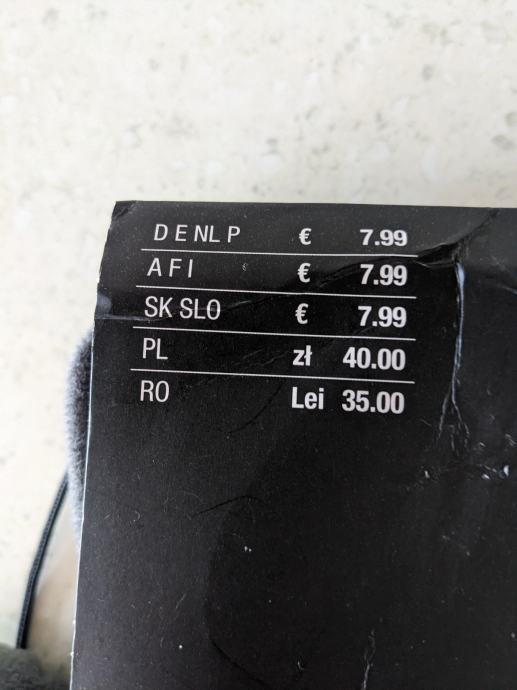 D E NL P € 7.99
A F I € 7.99
SK SLO € 7.99
PL zł 40.00
RO Lei 35.00